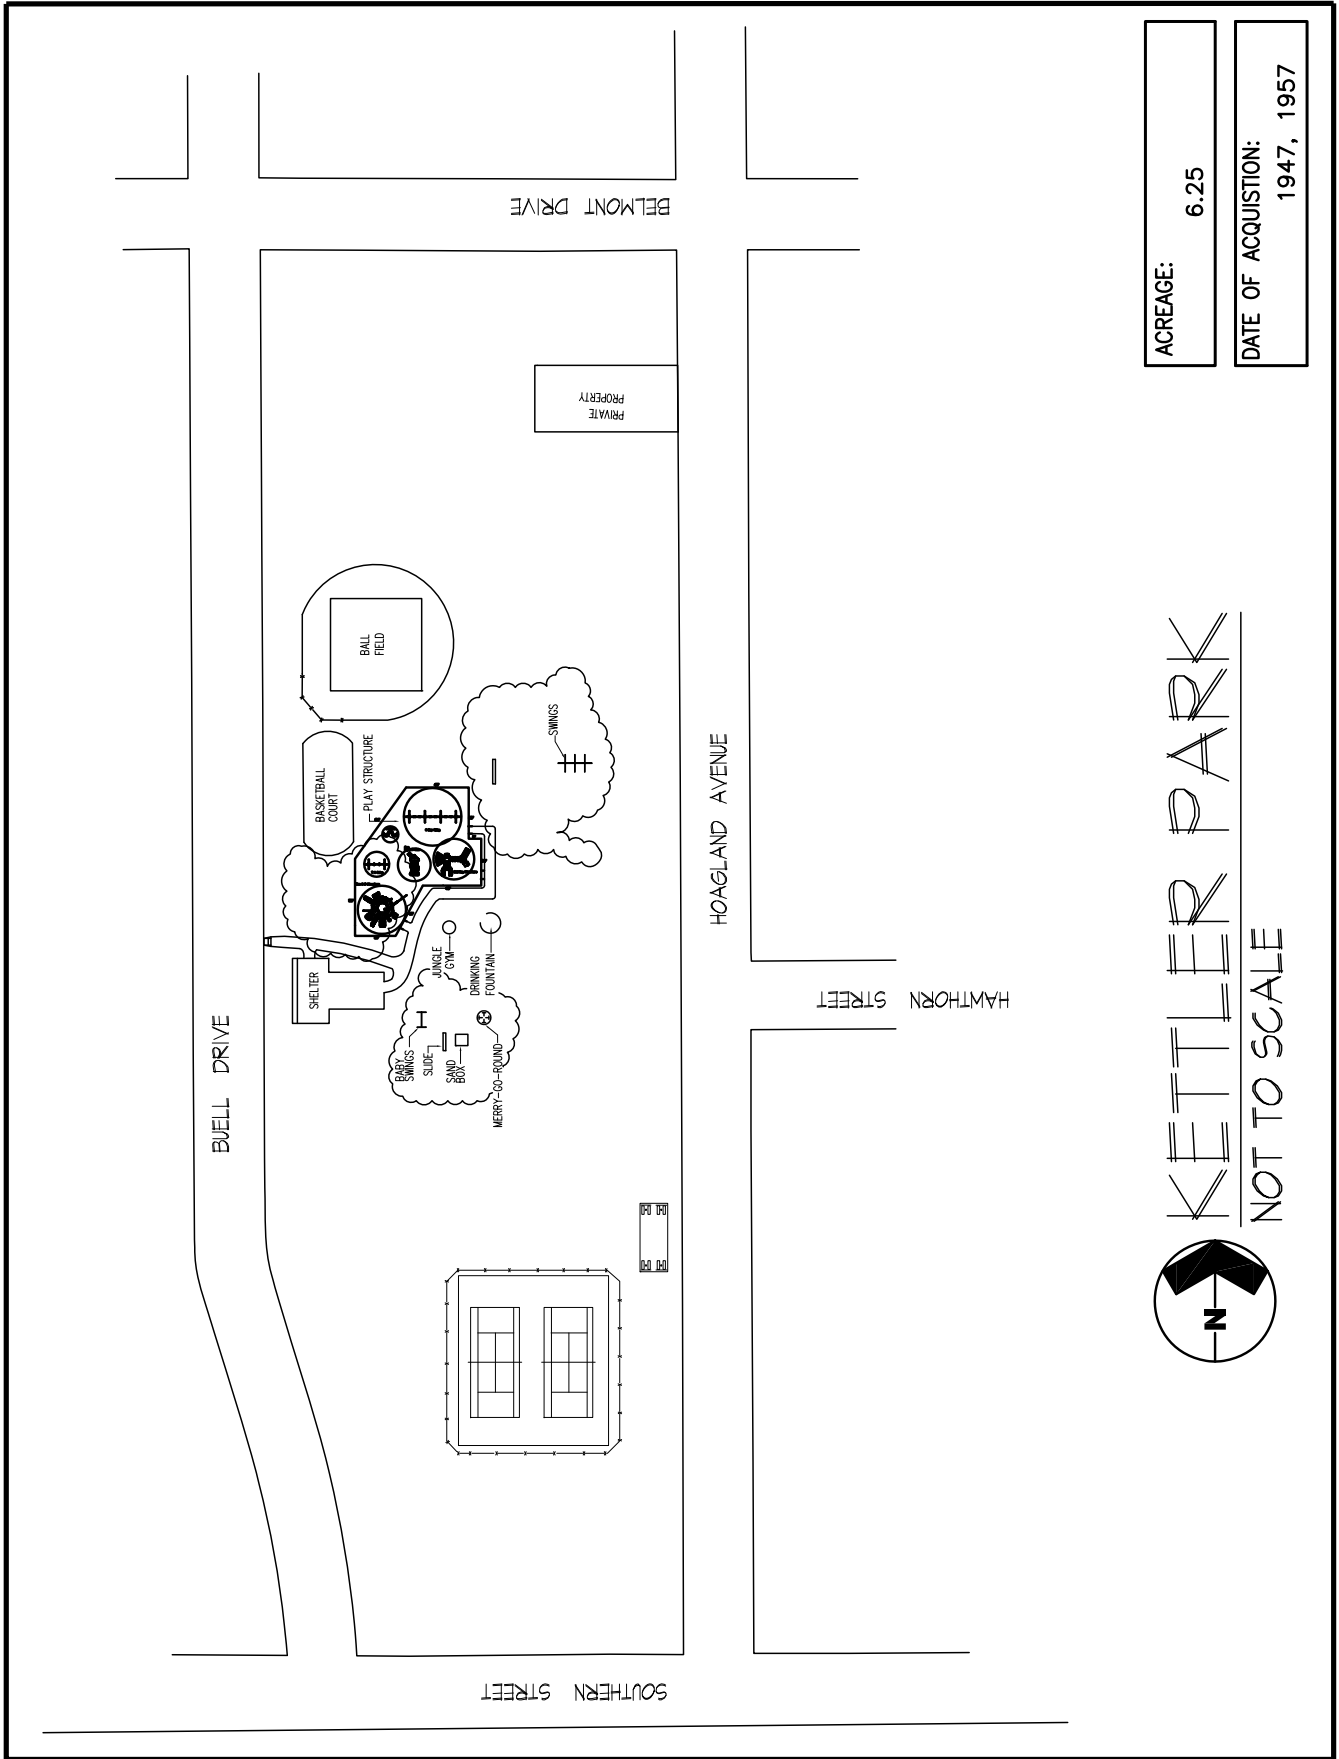 BELMONT DRIVE
PRIVATE
PROPERTY
BALL
FIELD
BASKETBALL
COURT
PLAY STRUCTURE
SWINGS
SHELTER
JUNGLE
GYM
DRINKING
FOUNTAIN
BABY
SWINGS
SLIDE
SAND
BOX
MERRY-GO-ROUND
BUELL DRIVE
HOAGLAND AVENUE
HAWTHORN STREET
SOUTHERN STREET
ACREAGE:
6.25
DATE OF ACQUISTION:
1947, 1957
KETTLER PARK
NOT TO SCALE
N